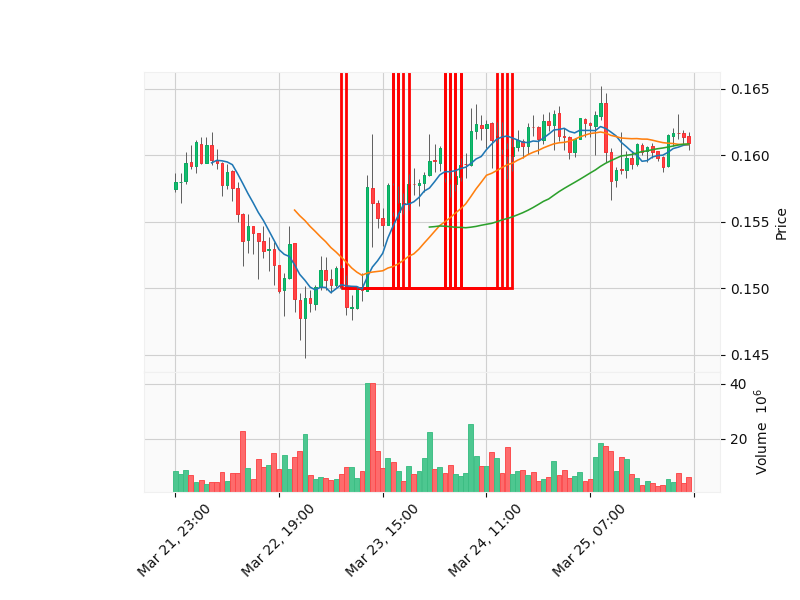 0.165
0.160
0.155
0.150
0.145
Price
40
20
Volume 10^6
Mar 21, 23:00
Mar 22, 19:00
Mar 23, 15:00
Mar 24, 11:00
Mar 25, 07:00